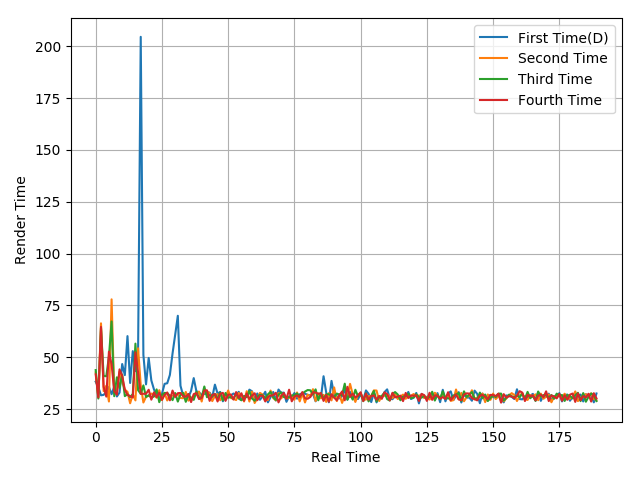 First Time(D)
Second Time
Third Time
Fourth Time
200
175
150
125
100
75
50
25
Render Time
0 25 50 75 100 125 150 175
Real Time